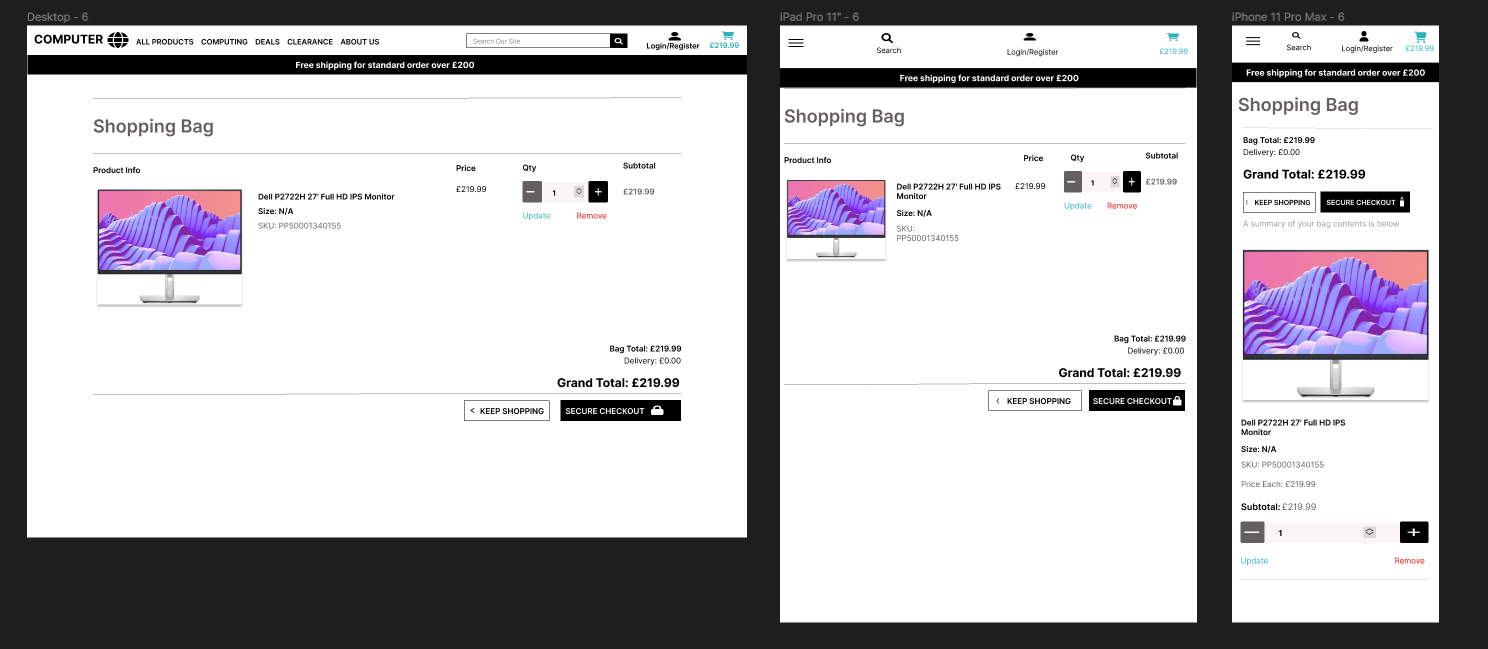 Desktop - 6
COMPUTER ALL PRODUCTS COMPUTING DEALS CLEARANCE ABOUT US Search Our Site Login/Register £219.99
Free shipping for standard order over £200
Shopping Bag
Product Info Price Qty Subtotal
Dell P2722H 27' Full HD IPS Monitor £219.99 1 £219.99
Size: N/A
SKU: PP50001340155
Update Remove
Bag Total: £219.99
Delivery: £0.00
Grand Total: £219.99
< KEEP SHOPPING SECURE CHECKOUT
iPad Pro 11" - 6
Search Login/Register £219.99
Free shipping for standard order over £200
Shopping Bag
Product Info Price Qty Subtotal
Dell P2722H 27' Full HD IPS £219.99 1 £219.99
Monitor
Size: N/A
SKU:
PP50001340155
Update Remove
Bag Total: £219.99
Delivery: £0.00
Grand Total: £219.99
< KEEP SHOPPING SECURE CHECKOUT
iPhone 11 Pro Max - 6
Search Login/Register £219.99
Free shipping for standard order over £200
Shopping Bag
Bag Total: £219.99
Delivery: £0.00
Grand Total: £219.99
< KEEP SHOPPING SECURE CHECKOUT
A summary of your bag contents is below
Dell P2722H 27' Full HD IPS
Monitor
Size: N/A
SKU: PP50001340155
Price Each: £219.99
Subtotal: £219.99
1
Update Remove